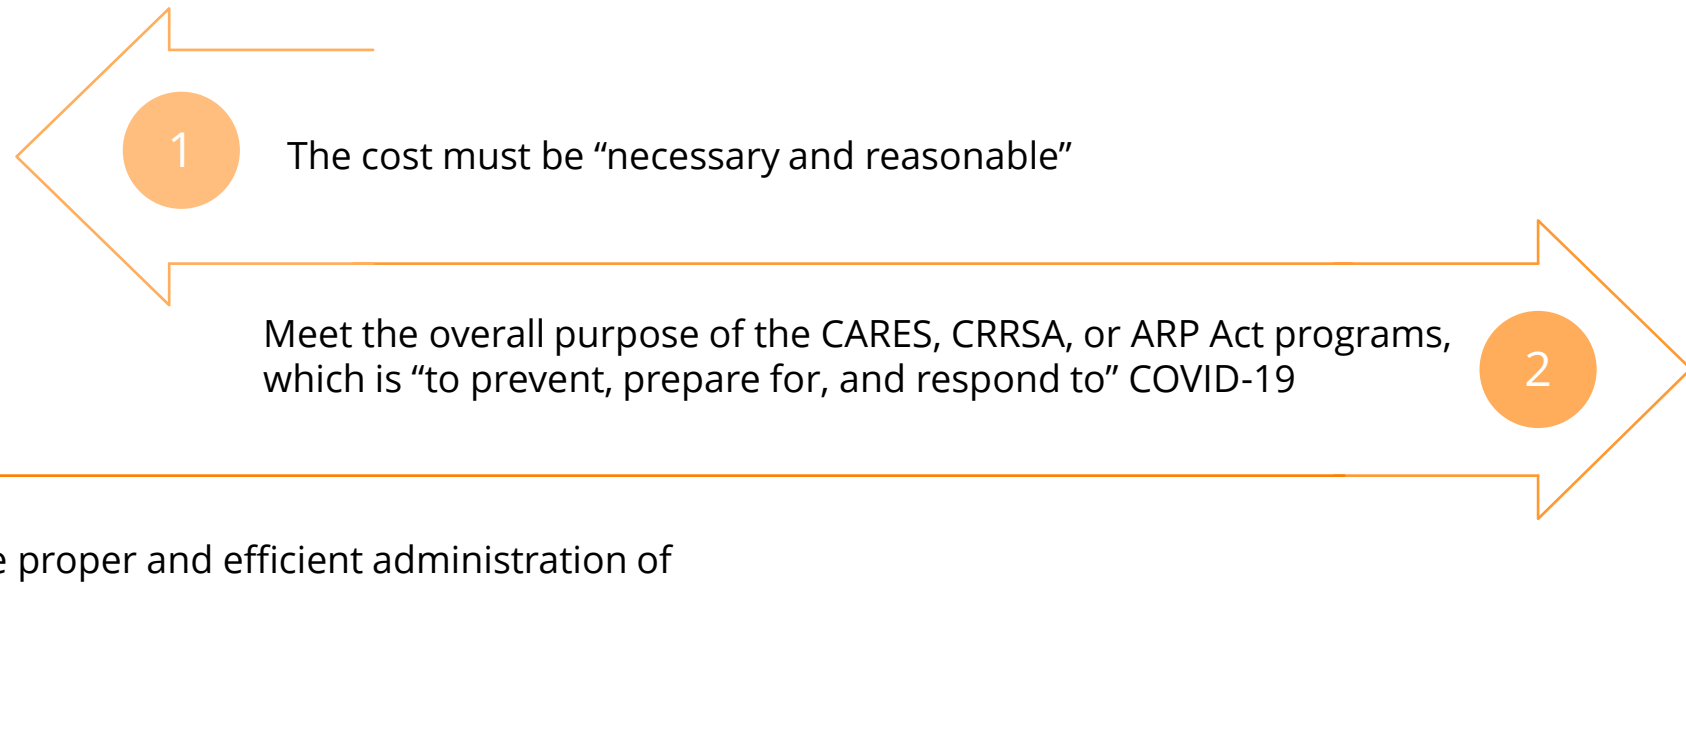 1
The cost must be “necessary and reasonable”
Meet the overall purpose of the CARES, CRRSA, or ARP Act programs,
which is “to prevent, prepare for, and respond to” COVID-19
2
proper and efficient administration of